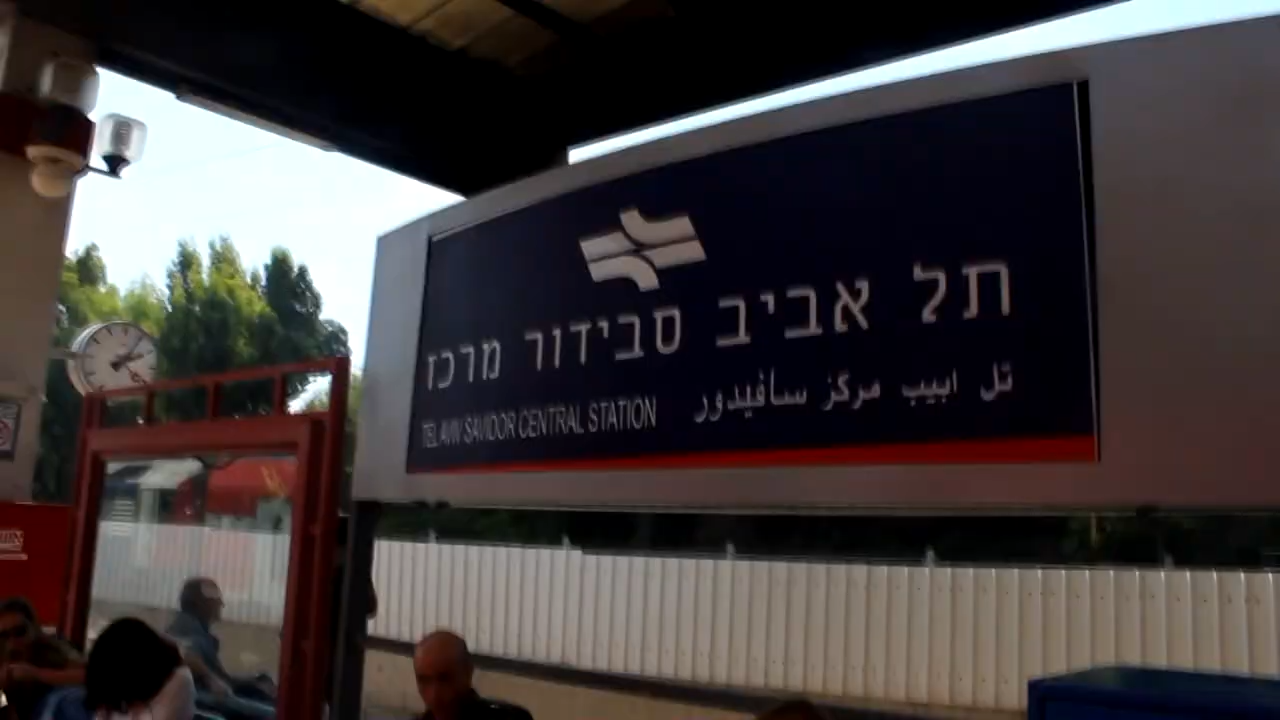 תל אביב סבידור מרכז
تل ابيب مركز سافيدور
TEL AVIV SAVIDOR CENTRAL STATION